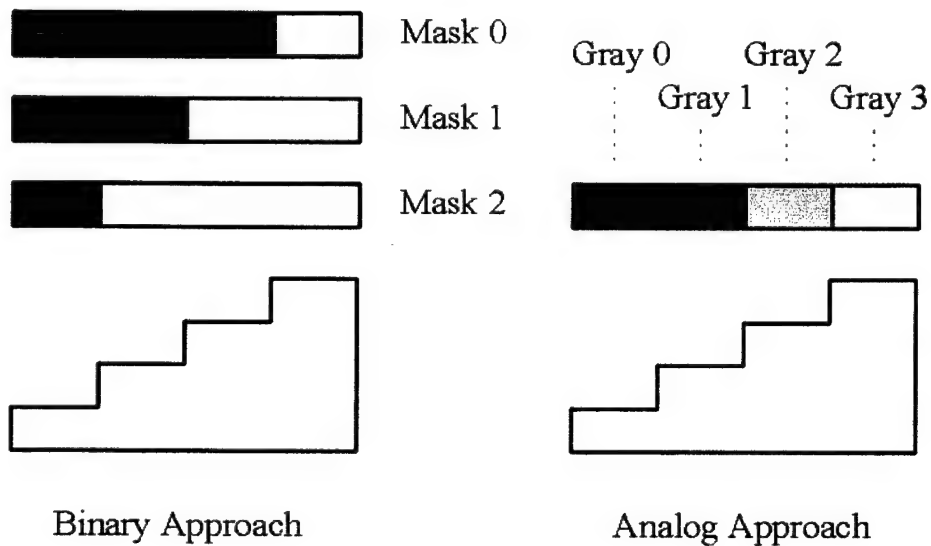 Mask 0
Mask 1
Mask 2
Binary Approach
Gray 0
Gray 2
Gray 1
Gray 3
Analog Approach